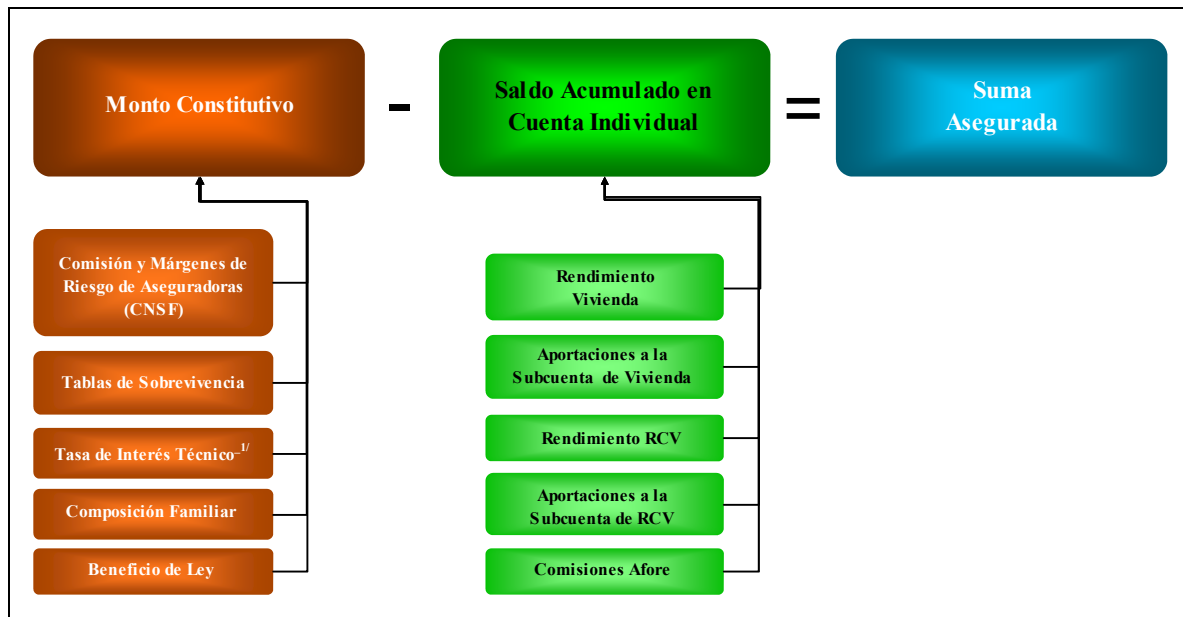 Monto Constitutivo
-
Saldo Acumulado en
Cuenta Individual
=
Suma
Asegurada
Comisión y Márgenes de
Riesgo de Aseguradoras
(CNSF)
Tablas de Sobrevivencia
Tasa de Interés Técnico–1/
Composición Familiar
Beneficio de Ley
Rendimiento
Vivienda
Aportaciones a la
Subcuenta de Vivienda
Rendimiento RCV
Aportaciones a la
Subcuenta de RCV
Comisiones Afore